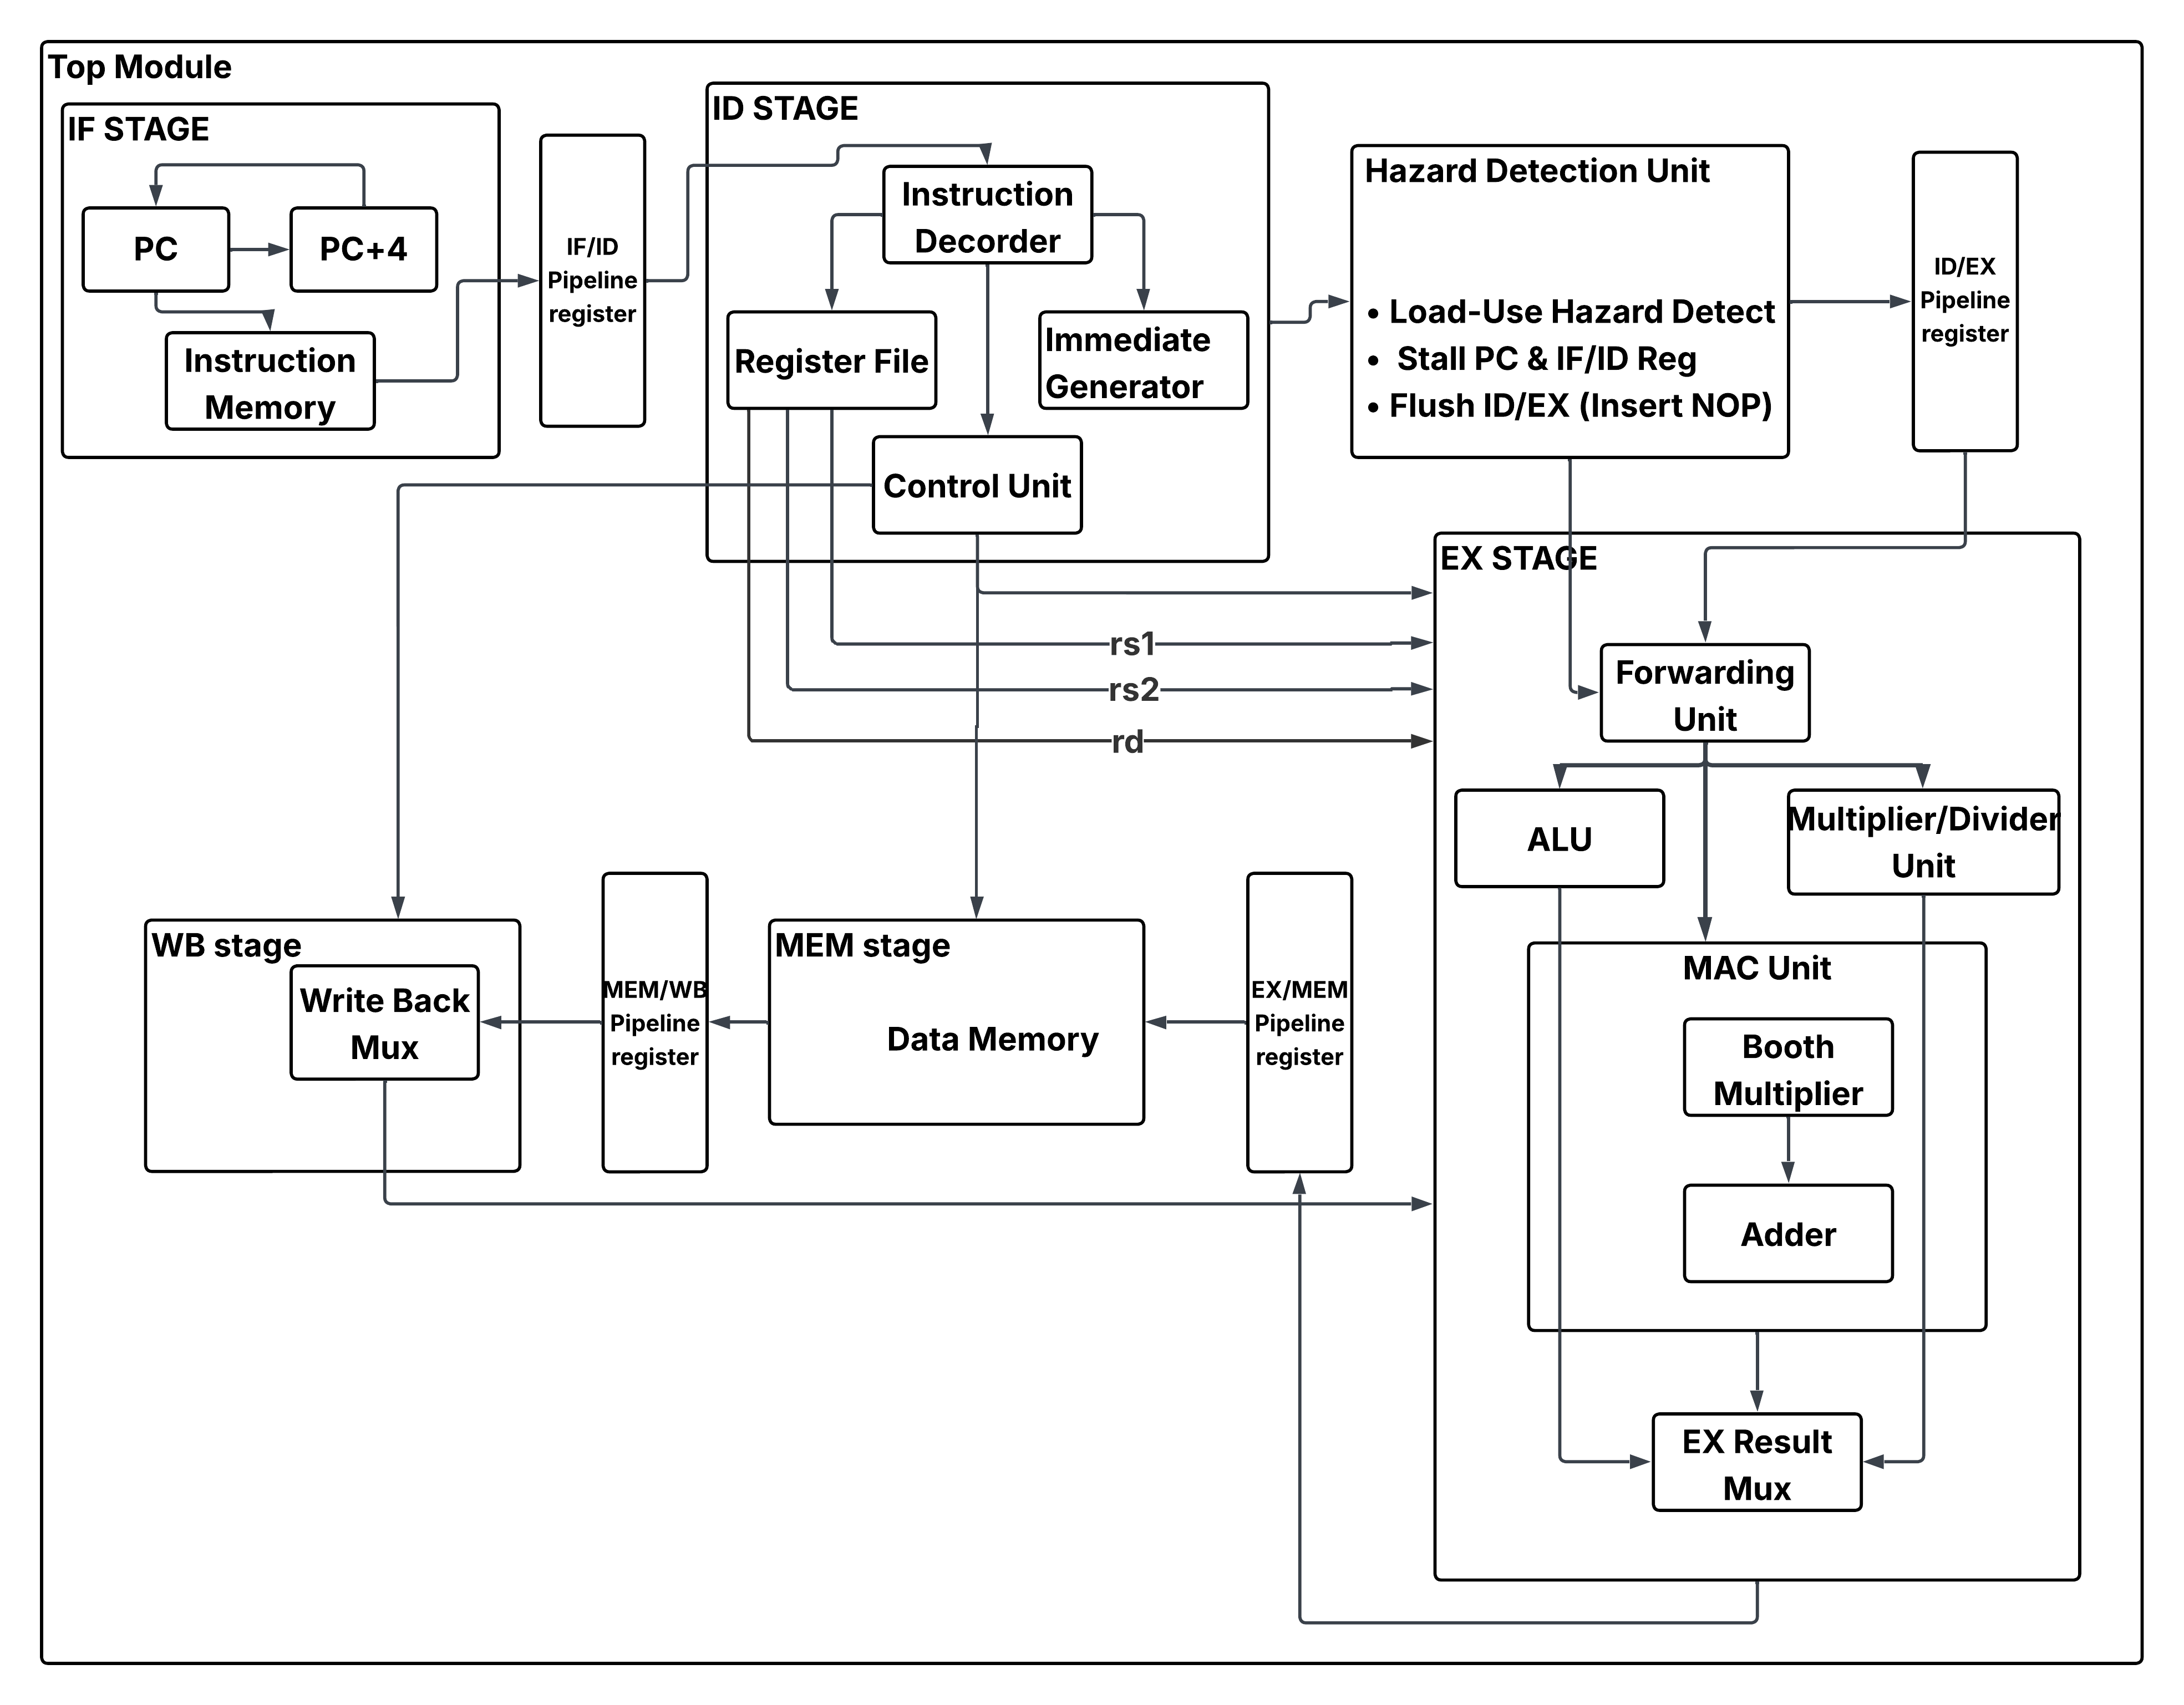 Top Module
IF STAGE
PC
PC+4
Instruction
Memory
IF/ID
Pipeline
register
ID STAGE
Instruction
Decorder
Register File
Immediate
Generator
Control Unit
Hazard Detection Unit
• Load-Use Hazard Detect
• Stall PC & IF/ID Reg
• Flush ID/EX (Insert NOP)
ID/EX
Pipeline
register
rs1
rs2
rd
EX STAGE
Forwarding
Unit
ALU
Multiplier/Divider
Unit
MAC Unit
Booth
Multiplier
Adder
EX Result
Mux
WB stage
Write Back
Mux
MEM/WB
Pipeline
register
MEM stage
Data Memory
EX/MEM
Pipeline
register